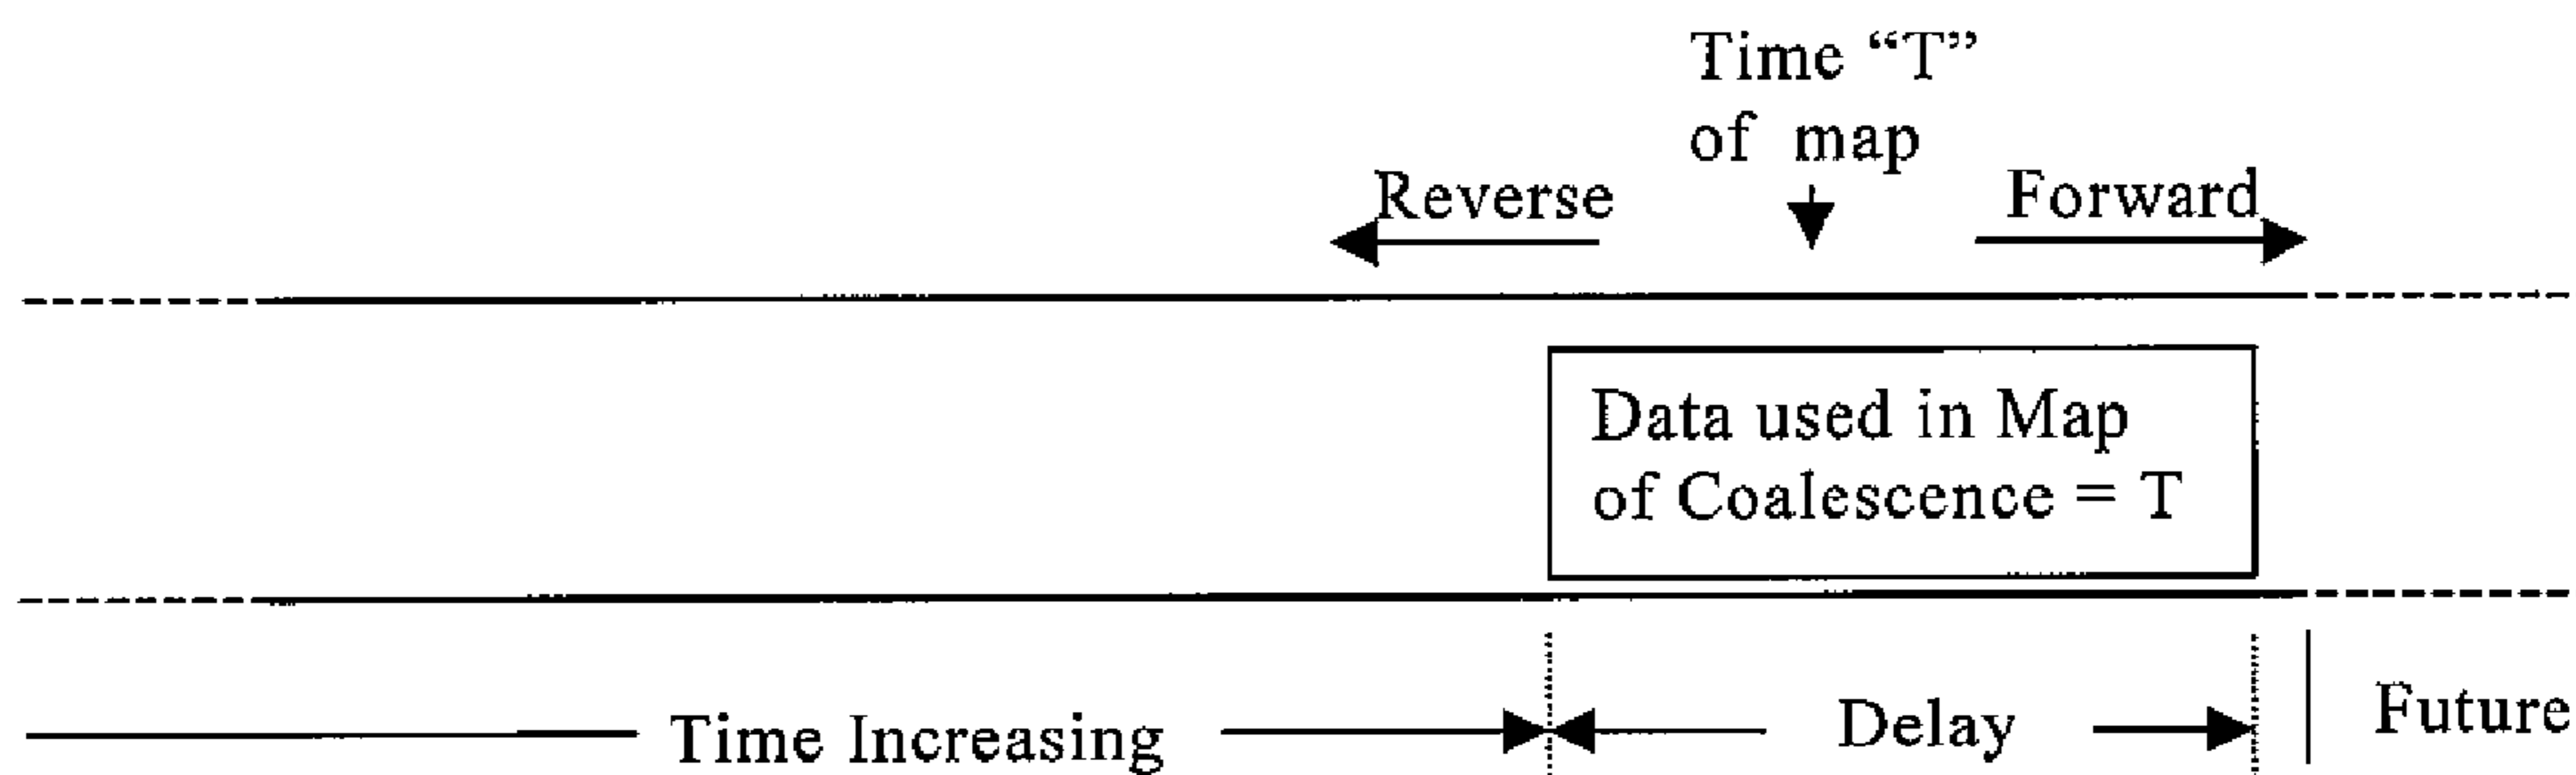 Time “T”
of map
Reverse
Forward
Data used in Map
of Coalescence = T
Time Increasing
Delay
Future